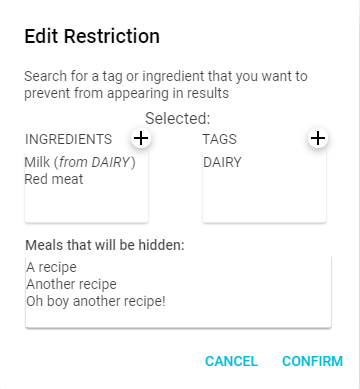 Edit Restriction
Search for a tag or ingredient that you want to
prevent from appearing in results
Selected:
INGREDIENTS + TAGS +
Milk (from DAIRY) DAIRY
Red meat
Meals that will be hidden:
A recipe
Another recipe
Oh boy another recipe!
CANCEL CONFIRM